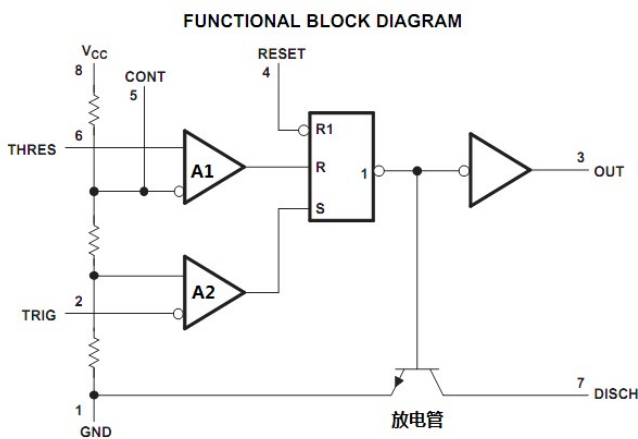 FUNCTIONAL BLOCK DIAGRAM
VCC
8
CONT
5
RESET
4
6
THRES
A1
R1
R
S
1
3
OUT
A2
2
TRIG
7
DISCH
放电管
1
GND